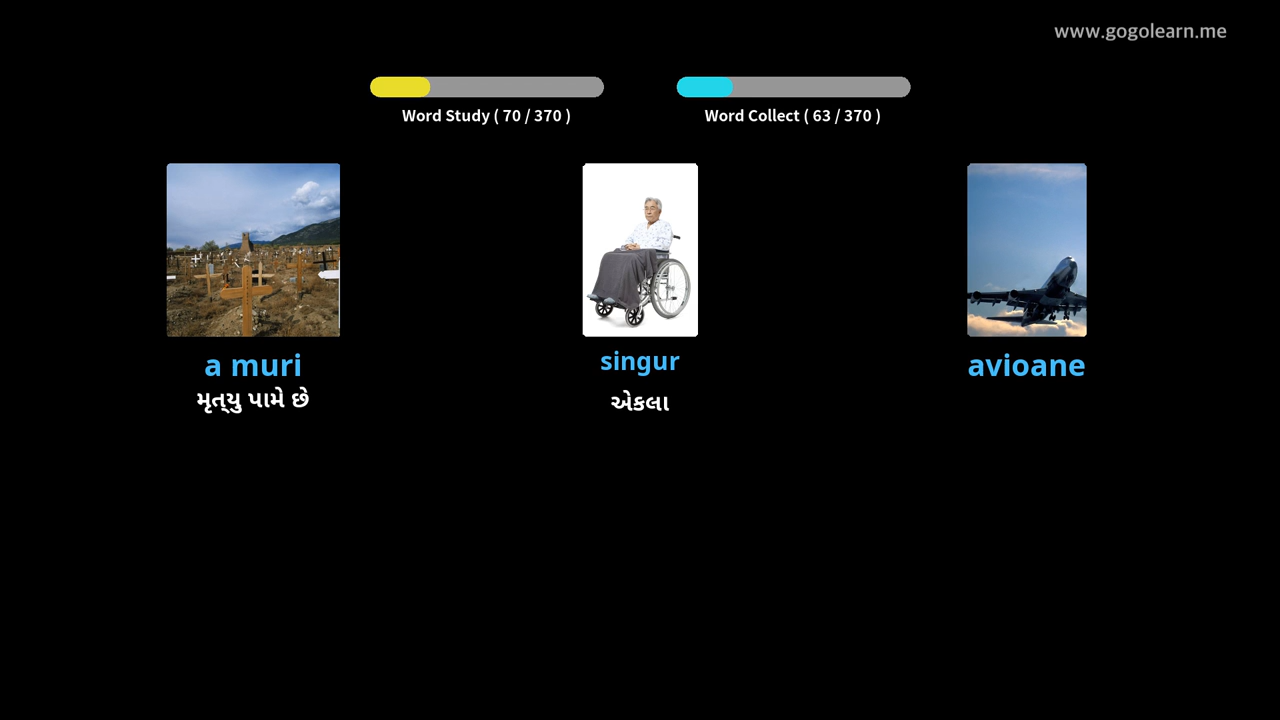 www.gogolearn.me
Word Study ( 70 / 370 )
Word Collect ( 63 / 370 )
a muri
મૃત્યુ પામે છે
singur
એકલા
avioane